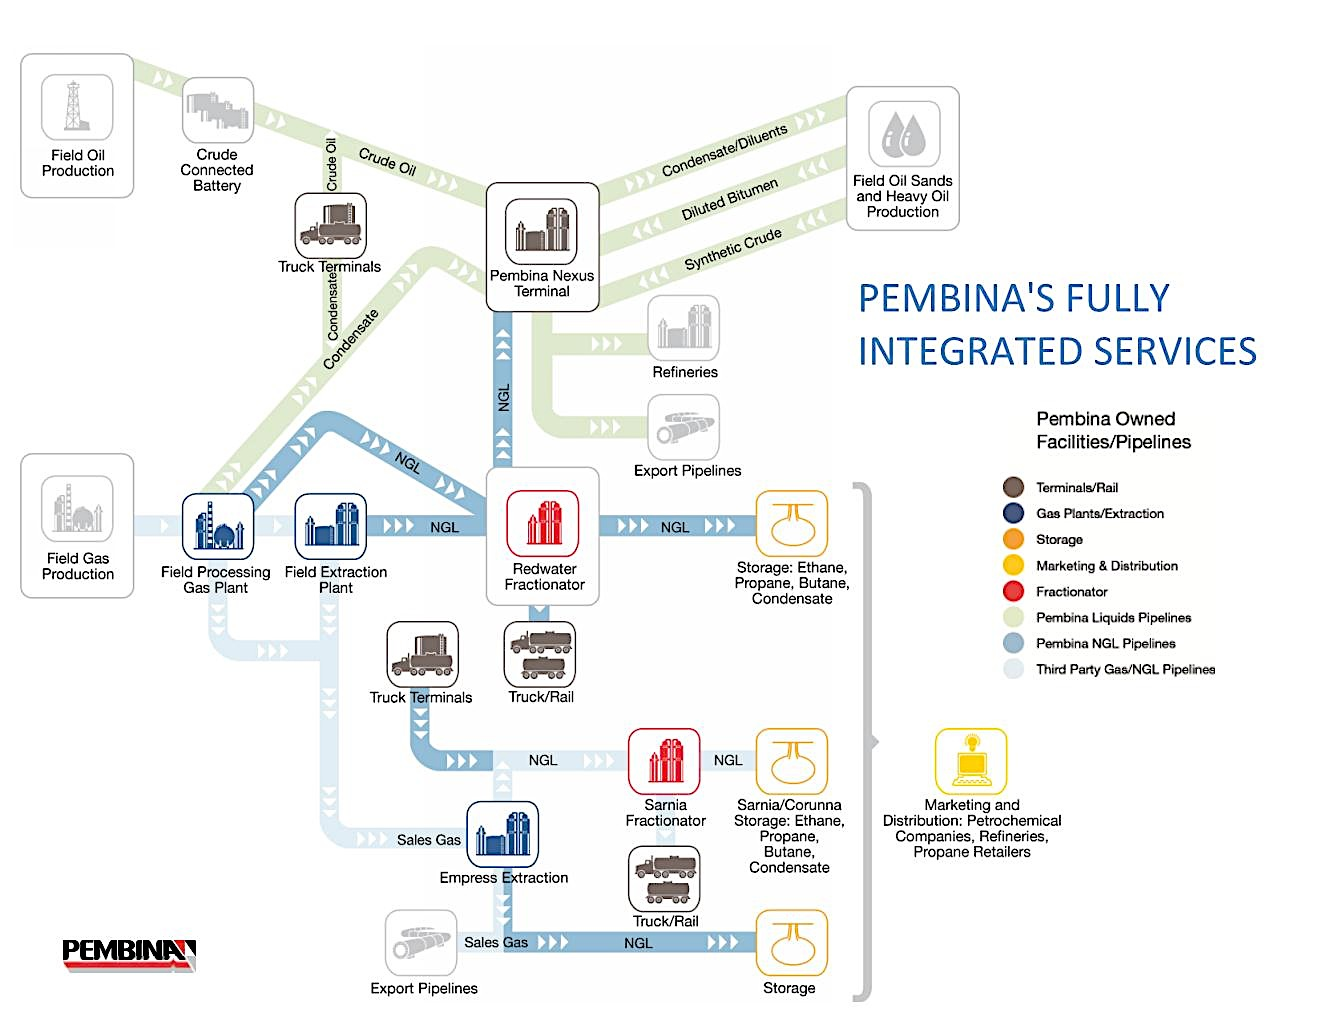 Field Oil
Production
Crude
Connected
Battery
Crude Oil
Crude Oil
Truck Terminals
Condensate
Condensate
Pembina Nexus
Terminal
Condensate/Diluents
Diluted Bitumen
Synthetic Crude
Field Oil Sands
and Heavy Oil
Production
PEMBINA'S FULLY
INTEGRATED SERVICES
Refineries
Export Pipelines
NGL
Pembina Owned
Facilities/Pipelines
Terminals/Rail
Gas Plants/Extraction
Storage
Marketing & Distribution
Fractionator
Pembina Liquids Pipelines
Pembina NGL Pipelines
Third Party Gas/NGL Pipelines
Field Gas
Production
Field Processing
Gas Plant
Field Extraction
Plant
NGL
NGL
Redwater
Fractionator
NGL
Storage: Ethane,
Propane, Butane,
Condensate
Truck Terminals
Truck/Rail
NGL
Sarnia
Fractionator
NGL
Sarnia/Corunna
Storage: Ethane,
Propane,
Butane,
Condensate
Marketing and
Distribution: Petrochemical
Companies, Refineries,
Propane Retailers
Sales Gas
Empress Extraction
Truck/Rail
Sales Gas
NGL
Export Pipelines
Storage
PEMBINA